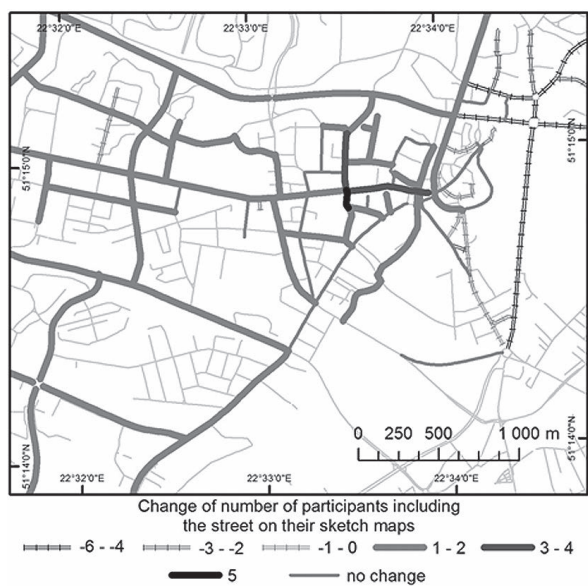 22°32'0"E 22°33'0"E 22°34'0"E
51°15'0"N 51°15'0"N
51°14'0"N 51°14'0"N
0 250 500 1 000 m
22°32'0"E 22°33'0"E 22°34'0"E
Change of number of participants including
the street on their sketch maps
-6 - -4 -3 - -2 -1 - 0 1 - 2 3 - 4
5 no change